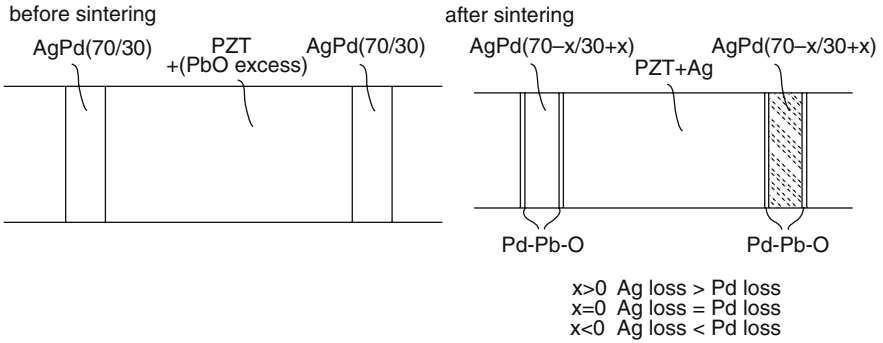 before sintering
AgPd(70/30)
PZT
+(PbO excess)
AgPd(70/30)
after sintering
AgPd(70–x/30+x)
PZT+Ag
AgPd(70–x/30+x)
Pd-Pb-O
Pd-Pb-O
x>0 Ag loss > Pd loss
x=0 Ag loss = Pd loss
x<0 Ag loss < Pd loss